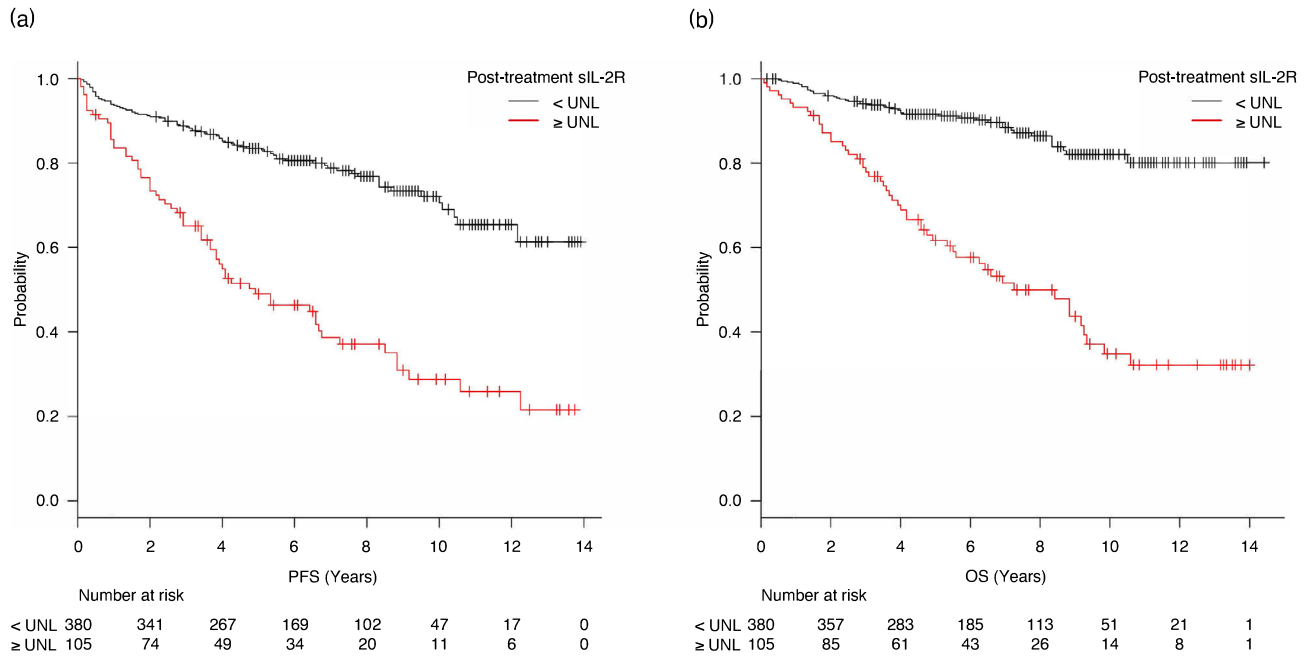 (a)
Post-treatment sIL-2R
< UNL
≥ UNL
1.0
0.8
0.6
0.4
0.2
0.0
Probability
0 2 4 6 8 10 12 14
PFS (Years)
Number at risk
< UNL 380 341 267 169 102 47 17 0
≥ UNL 105 74 49 34 20 11 6 0
(b)
Post-treatment sIL-2R
< UNL
≥ UNL
1.0
0.8
0.6
0.4
0.2
0.0
Probability
0 2 4 6 8 10 12 14
OS (Years)
Number at risk
< UNL 380 357 283 185 113 51 21 1
≥ UNL 105 85 61 43 26 14 8 1